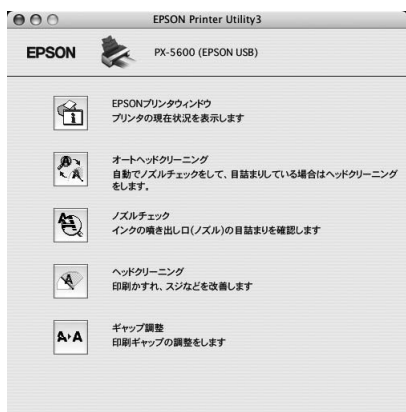 EPSON Printer Utility3
EPSON
PX-5600 (EPSON USB)
EPSONプリンタウィンドウ
プリンタの現在状況を表示します
オートヘッドクリーニング
自動でノズルチェックをして、目詰まりしている場合はヘッドクリーニング
をします。
ノズルチェック
インクの噴き出し口(ノズル)の目詰まりを確認します
ヘッドクリーニング
印刷かすれ、スジなどを改善します
ギャップ調整
印刷ギャップの調整をします